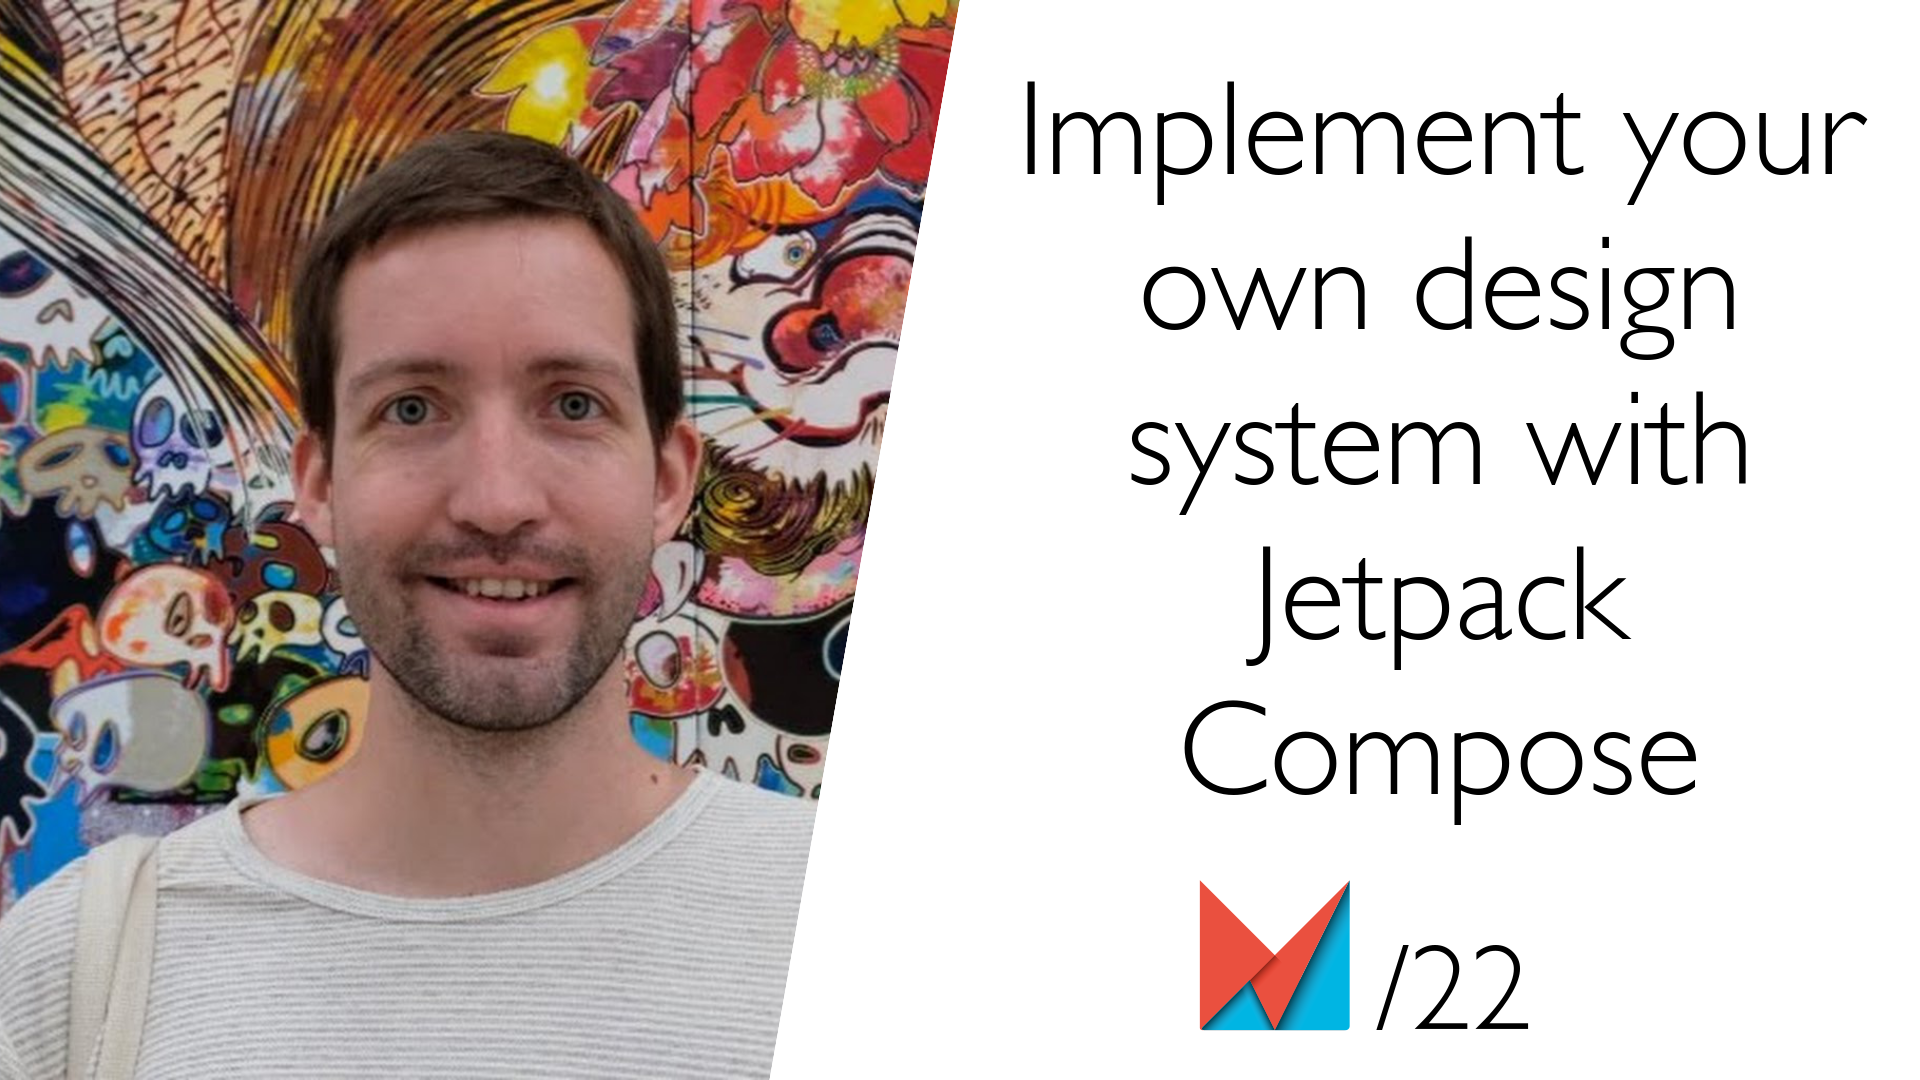 Implement your
own design
system with
Jetpack
Compose
/22